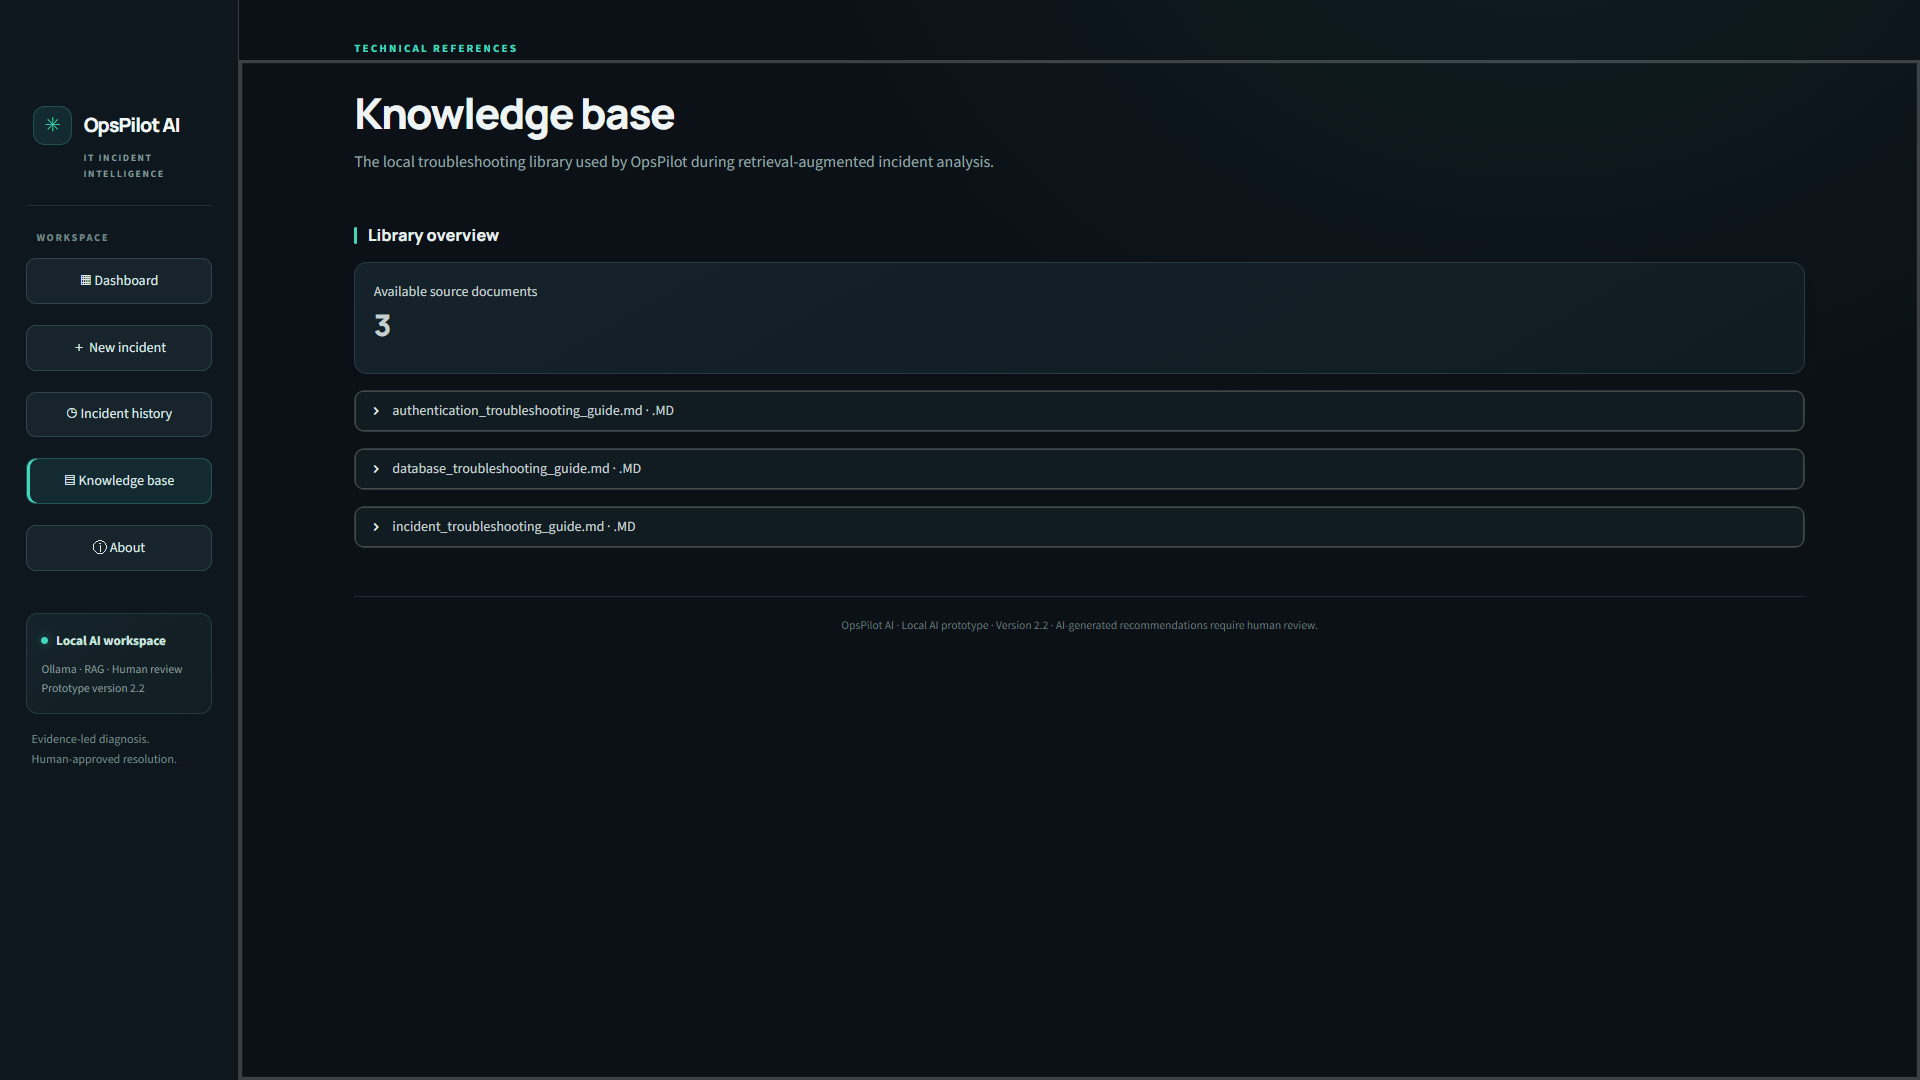 OpsPilot AI
IT INCIDENT
INTELLIGENCE
WORKSPACE
Dashboard
+ New incident
Incident history
Knowledge base
About
Local AI workspace
Ollama · RAG · Human review
Prototype version 2.2
Evidence-led diagnosis.
Human-approved resolution.
TECHNICAL REFERENCES
Knowledge base
The local troubleshooting library used by OpsPilot during retrieval-augmented incident analysis.
Library overview
Available source documents
3
authentication_troubleshooting_guide.md · .MD
database_troubleshooting_guide.md · .MD
incident_troubleshooting_guide.md · .MD
OpsPilot AI · Local AI prototype · Version 2.2 · AI-generated recommendations require human review.